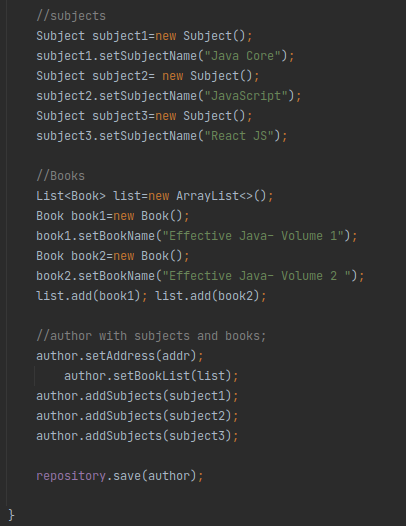 //subjects
Subject subject1=new Subject();
subject1.setSubjectName("Java Core");
Subject subject2= new Subject();
subject2.setSubjectName("JavaScript");
Subject subject3=new Subject();
subject3.setSubjectName("React JS");
//Books
List<Book> list=new ArrayList<>();
Book book1=new Book();
book1.setBookName("Effective Java- Volume 1");
Book book2=new Book();
book2.setBookName("Effective Java- Volume 2 ");
list.add(book1); list.add(book2);
//author with subjects and books;
author.setAddress(addr);
author.setBookList(list);
author.addSubjects(subject1);
author.addSubjects(subject2);
author.addSubjects(subject3);
repository.save(author);
}